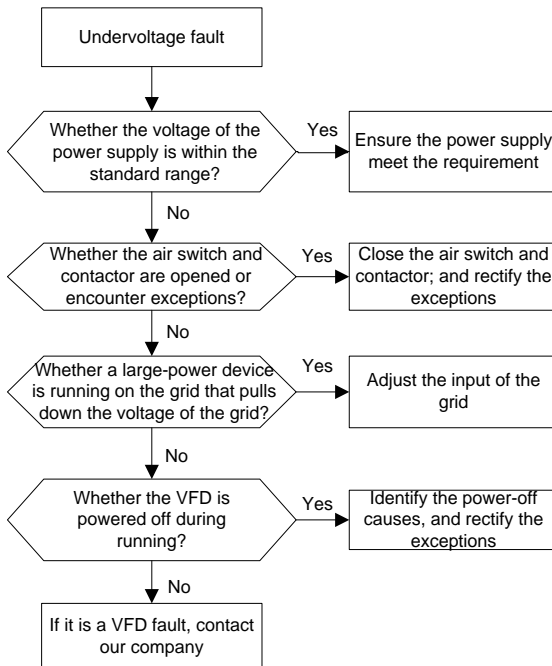 Undervoltage fault
Whether the voltage of the
power supply is within the
standard range?
Yes
Ensure the power supply
meet the requirement
No
Whether the air switch and
contactor are opened or
encounter exceptions?
Yes
Close the air switch and
contactor; and rectify the
exceptions
No
Whether a large-power device
is running on the grid that pulls
down the voltage of the grid?
Yes
Adjust the input of the
grid
No
Whether the VFD is
powered off during
running?
Yes
Identify the power-off
causes, and rectify the
exceptions
No
If it is a VFD fault, contact
our company